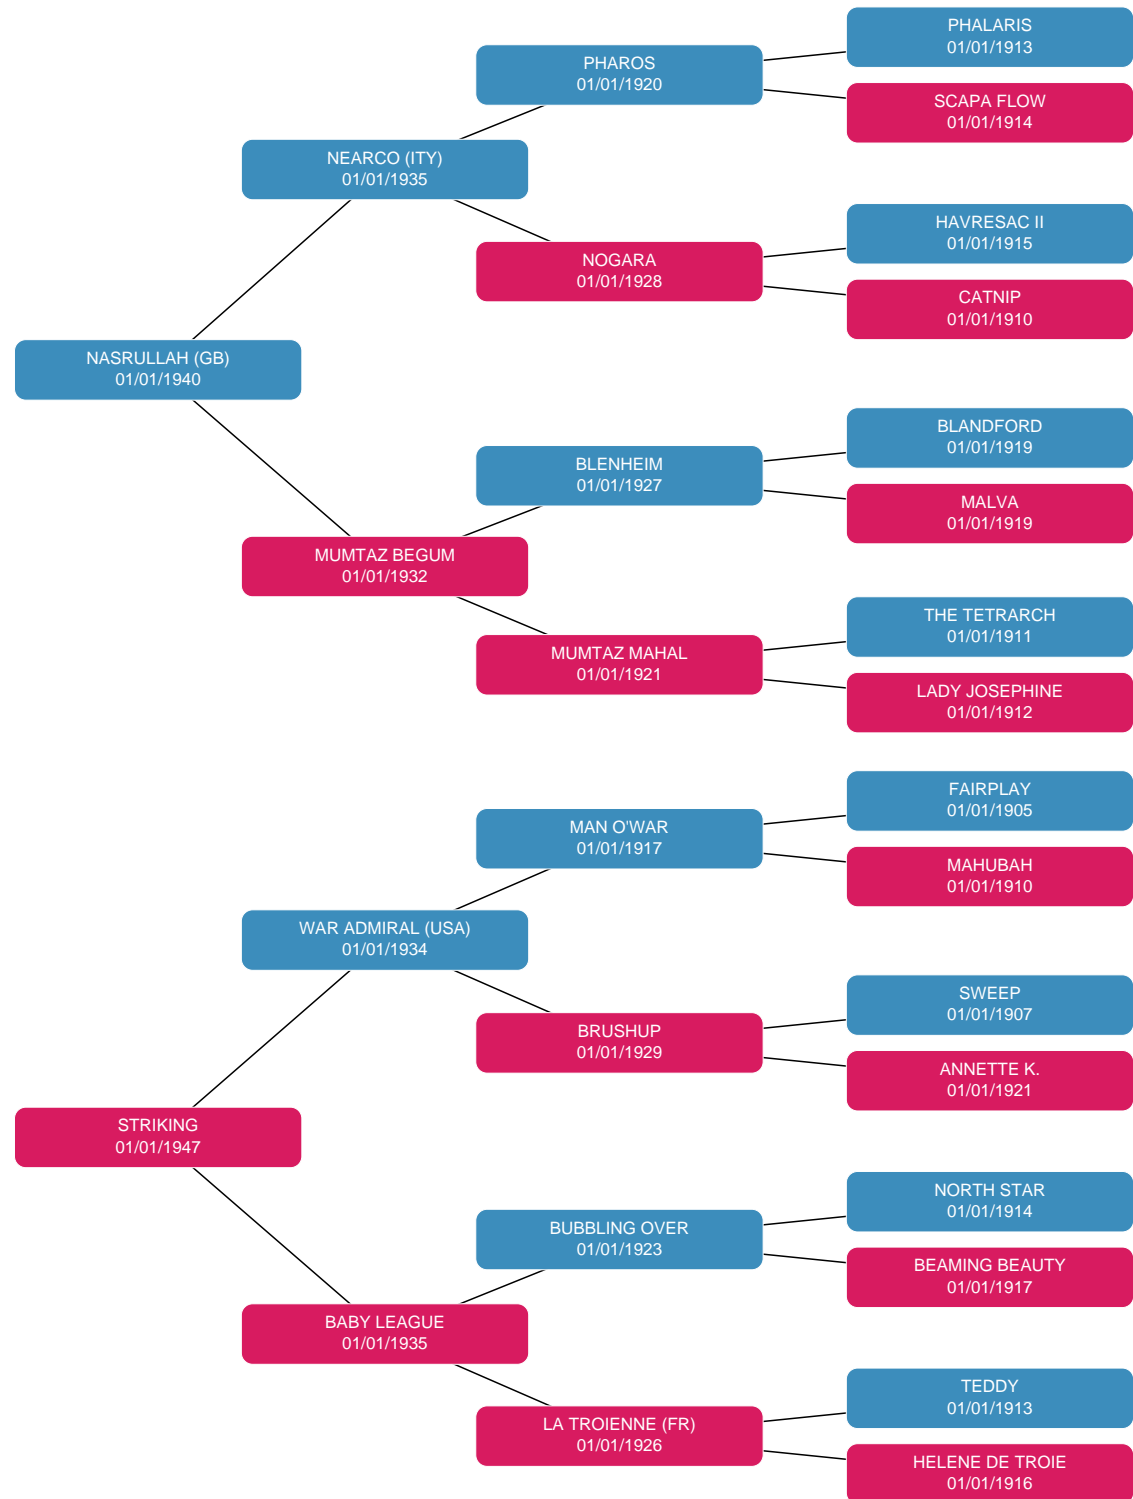 PHALARIS
01/01/1913
PHAROS
01/01/1920
SCAPA FLOW
01/01/1914
NEARCO (ITY)
01/01/1935
HAVRESAC II
01/01/1915
NOGARA
01/01/1928
CATNIP
01/01/1910
NASRULLAH (GB)
01/01/1940
BLANDFORD
01/01/1919
BLENHEIM
01/01/1927
MALVA
01/01/1919
MUMTAZ BEGUM
01/01/1932
THE TETRARCH
01/01/1911
MUMTAZ MAHAL
01/01/1921
LADY JOSEPHINE
01/01/1912
FAIRPLAY
01/01/1905
MAN O'WAR
01/01/1917
MAHUBAH
01/01/1910
WAR ADMIRAL (USA)
01/01/1934
SWEEP
01/01/1907
BRUSHUP
01/01/1929
ANNETTE K.
01/01/1921
STRIKING
01/01/1947
NORTH STAR
01/01/1914
BUBBLING OVER
01/01/1923
BEAMING BEAUTY
01/01/1917
BABY LEAGUE
01/01/1935
TEDDY
01/01/1913
LA TROIENNE (FR)
01/01/1926
HELENE DE TROIE
01/01/1916